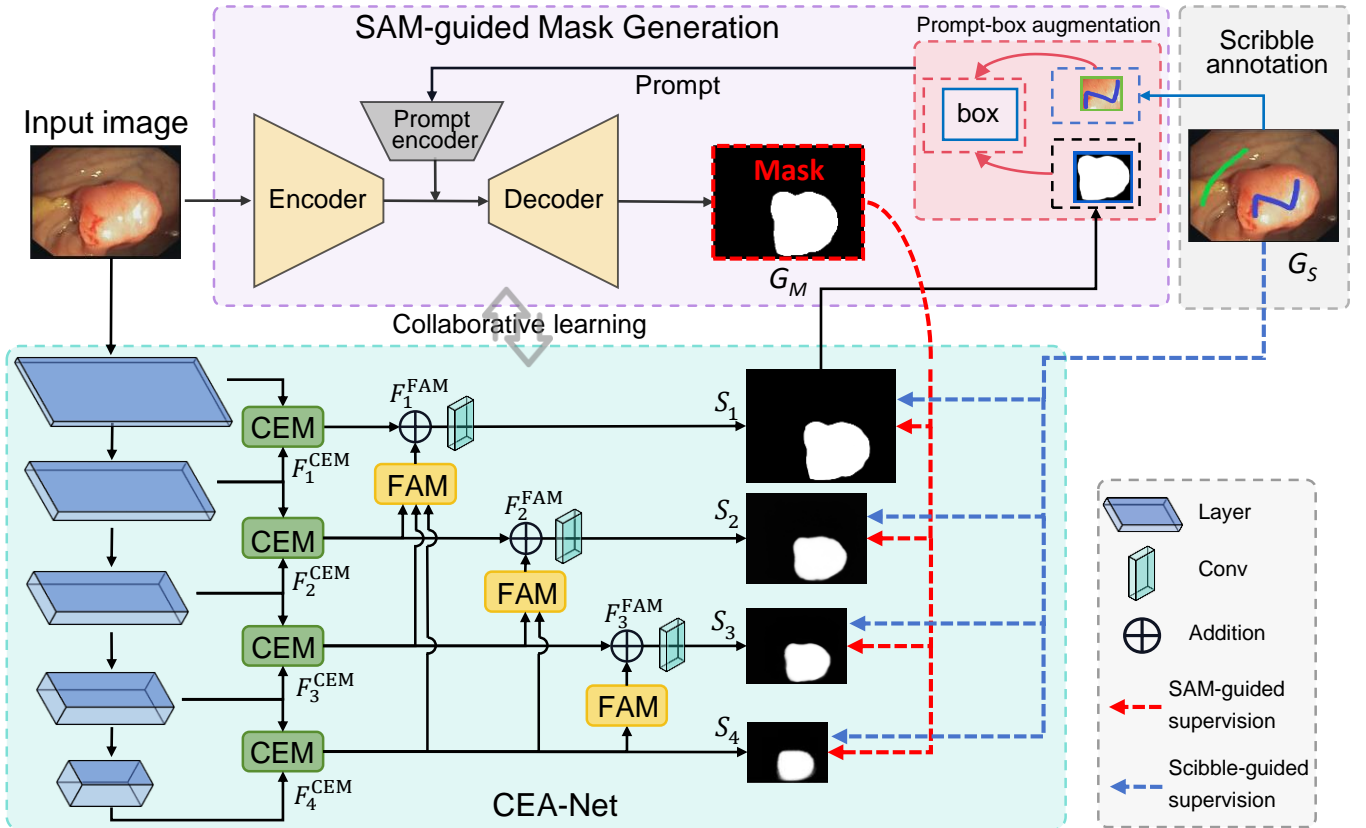 SAM-guided Mask Generation
Prompt-box augmentation
Scribble
annotation
Prompt
Input image
Prompt
encoder
box
Encoder
Decoder
Mask
G_M
G_S
Collaborative learning
F_1^CEM
F_2^CEM
F_3^CEM
F_4^CEM
CEM
CEM
CEM
CEM
F_1^FAM
F_2^FAM
F_3^FAM
FAM
FAM
FAM
S_1
S_2
S_3
S_4
CEA-Net
Layer
Conv
Addition
SAM-guided
supervision
Scibble-guided
supervision